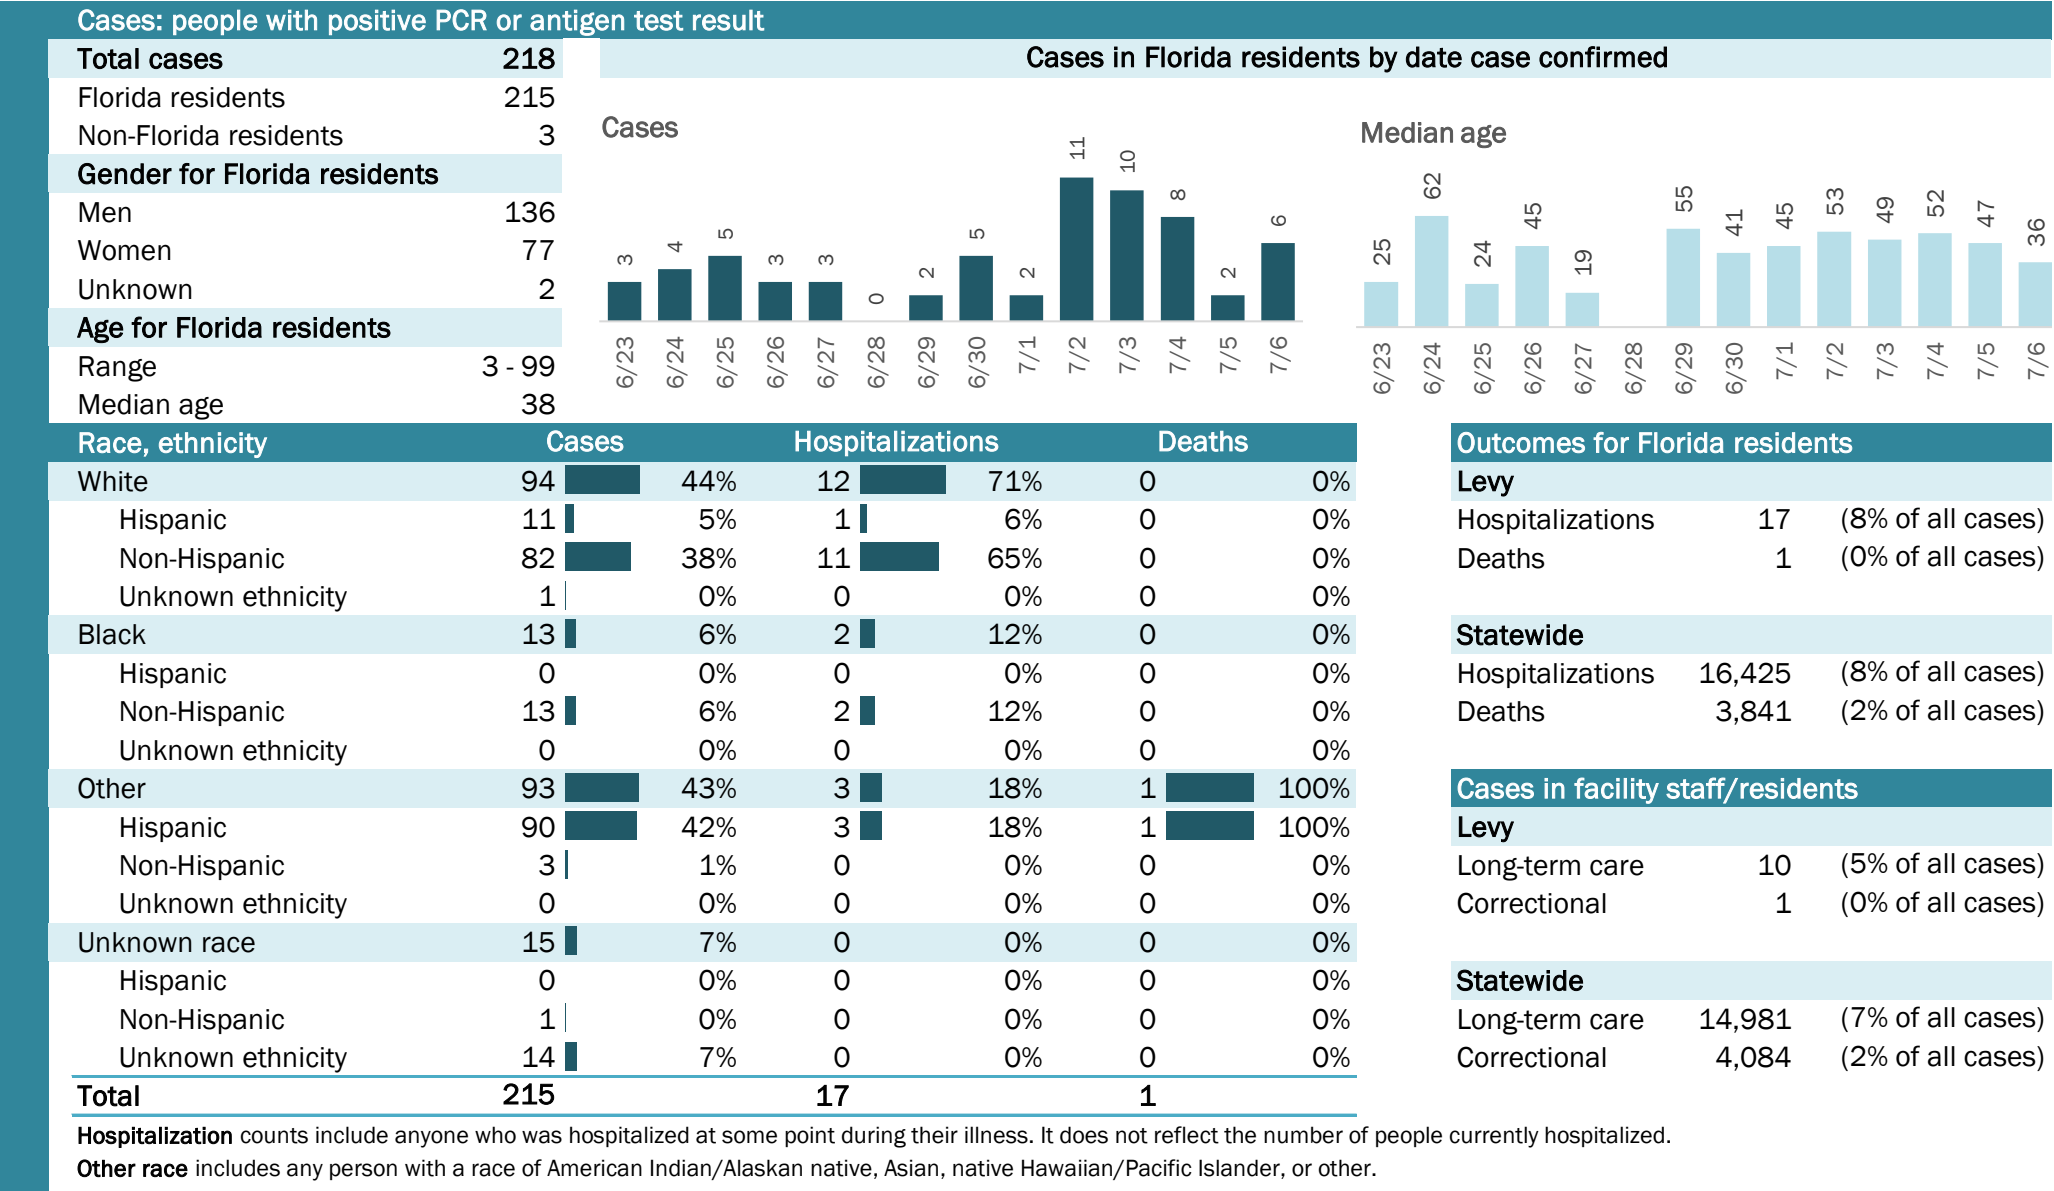 Cases: people with positive PCR or antigen test result
Total cases 218
Florida residents 215
Non-Florida residents 3
Gender for Florida residents
Men 136
Women 77
Unknown 2
Age for Florida residents
Range 3 - 99
Median age 38
Cases in Florida residents by date case confirmed
Cases
3 4 5 3 3 0 2 5 2 11 10 8 2 6
6/23 6/24 6/25 6/26 6/27 6/28 6/29 6/30 7/1 7/2 7/3 7/4 7/5 7/6
Median age
25 62 24 45 19 55 41 45 53 49 52 47 36
6/23 6/24 6/25 6/26 6/27 6/28 6/29 6/30 7/1 7/2 7/3 7/4 7/5 7/6
Race, ethnicity Cases Hospitalizations Deaths
White 94 44% 12 71% 0 0%
Hispanic 11 5% 1 6% 0 0%
Non-Hispanic 82 38% 11 65% 0 0%
Unknown ethnicity 1 0% 0 0% 0 0%
Black 13 6% 2 12% 0 0%
Hispanic 0 0% 0 0% 0 0%
Non-Hispanic 13 6% 2 12% 0 0%
Unknown ethnicity 0 0% 0 0% 0 0%
Other 93 43% 3 18% 1 100%
Hispanic 90 42% 3 18% 1 100%
Non-Hispanic 3 1% 0 0% 0 0%
Unknown ethnicity 0 0% 0 0% 0 0%
Unknown race 15 7% 0 0% 0 0%
Hispanic 0 0% 0 0% 0 0%
Non-Hispanic 1 0% 0 0% 0 0%
Unknown ethnicity 14 7% 0 0% 0 0%
Total 215 17 1
Outcomes for Florida residents
Levy
Hospitalizations 17 (8% of all cases)
Deaths 1 (0% of all cases)
Statewide
Hospitalizations 16,425 (8% of all cases)
Deaths 3,841 (2% of all cases)
Cases in facility staff/residents
Levy
Long-term care 10 (5% of all cases)
Correctional 1 (0% of all cases)
Statewide
Long-term care 14,981 (7% of all cases)
Correctional 4,084 (2% of all cases)
Hospitalization counts include anyone who was hospitalized at some point during their illness. It does not reflect the number of people currently hospitalized.
Other race includes any person with a race of American Indian/Alaskan native, Asian, native Hawaiian/Pacific Islander, or other.